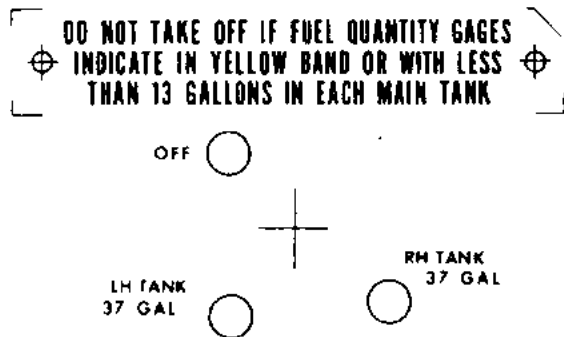 DO NOT TAKE OFF IF FUEL QUANTITY GAGES
INDICATE IN YELLOW BAND OR WITH LESS
THAN 13 GALLONS IN EACH MAIN TANK
OFF
RH TANK
37 GAL
LH TANK
37 GAL